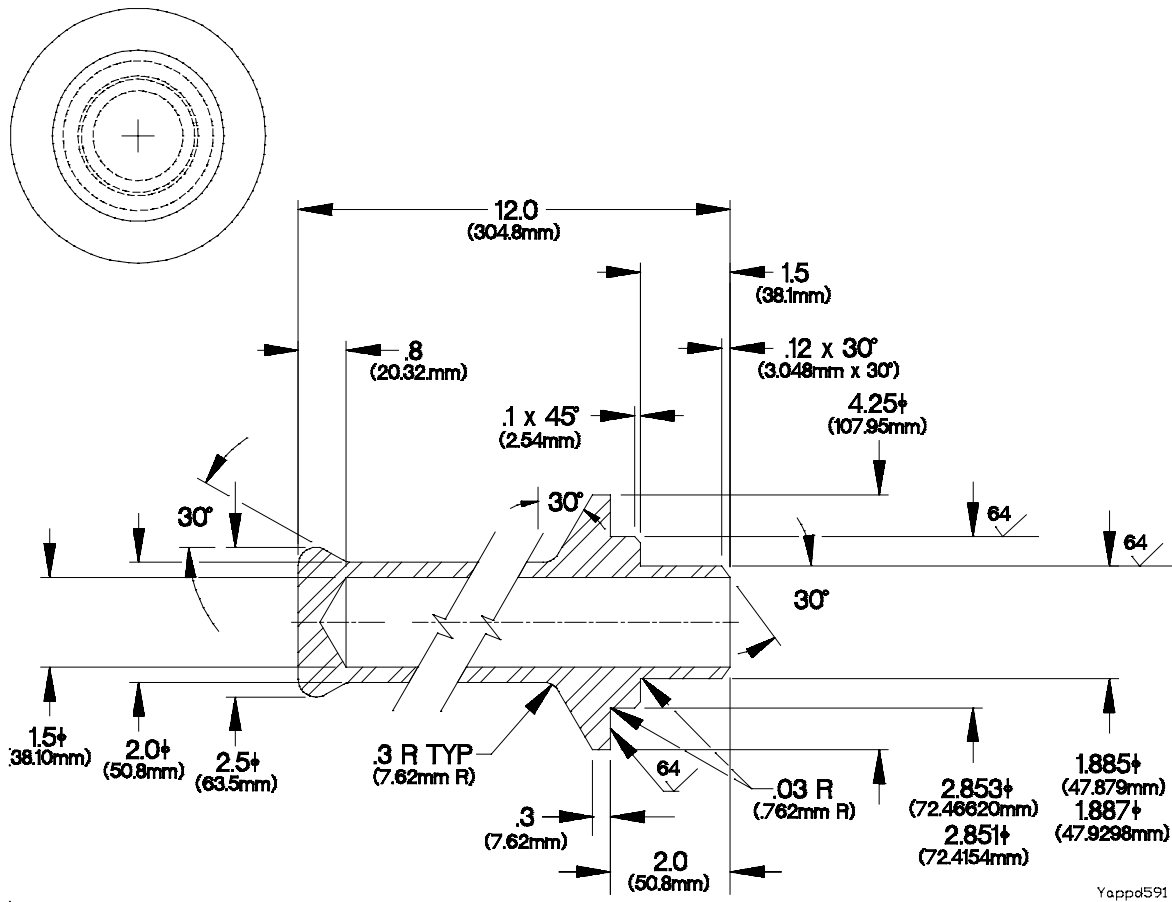 12.0
(304.8mm)
1.5
(38.1mm)
.8
(20.32.mm)
.12 x 30°
(3.048mm x 30°)
4.25ϕ
(107.95mm)
.1 x 45°
(2.54mm)
30°
30°
64
64
30°
1.5ϕ
38.10mm)
2.0ϕ
(50.8mm)
2.5ϕ
(63.5mm)
.3 R TYP
(7.62mm R)
64
.03 R
(.762mm R)
.3
(7.62mm)
2.0
(50.8mm)
2.853ϕ
(72.46620mm)
2.851ϕ
(72.4154mm)
1.885ϕ
(47.879mm)
1.887ϕ
(47.9298mm)
Yappd591